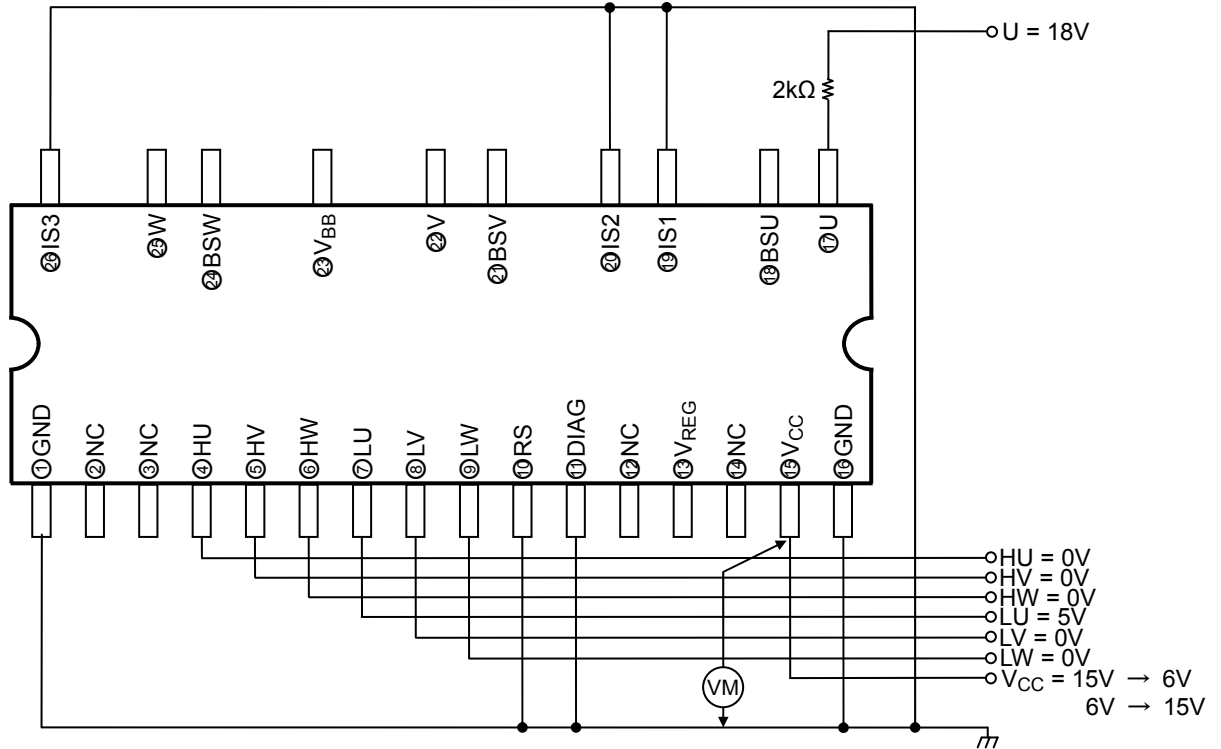 U = 18V
2kΩ
㉖IS3
㉕W
㉔BSW
㉓VBB
㉒V
㉑BSV
⑳IS2
⑲IS1
⑱BSU
⑰U
①GND
②NC
③NC
④HU
⑤HV
⑥HW
⑦LU
⑧LV
⑨LW
⑩RS
⑪DIAG
⑫NC
⑬VREG
⑭NC
⑮VCC
⑯GND
HU = 0V
HV = 0V
HW = 0V
LU = 5V
LV = 0V
LW = 0V
VM
VCC = 15V → 6V
6V → 15V